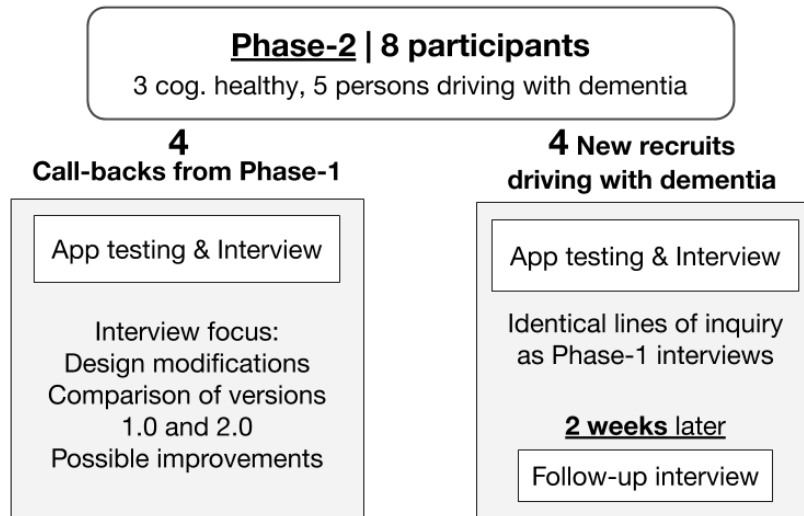 Phase-2 | 8 participants
3 cog. healthy, 5 persons driving with dementia
4
Call-backs from Phase-1
App testing & Interview
Interview focus:
Design modifications
Comparison of versions
1.0 and 2.0
Possible improvements
4 New recruits
driving with dementia
App testing & Interview
Identical lines of inquiry
as Phase-1 interviews
2 weeks later
Follow-up interview